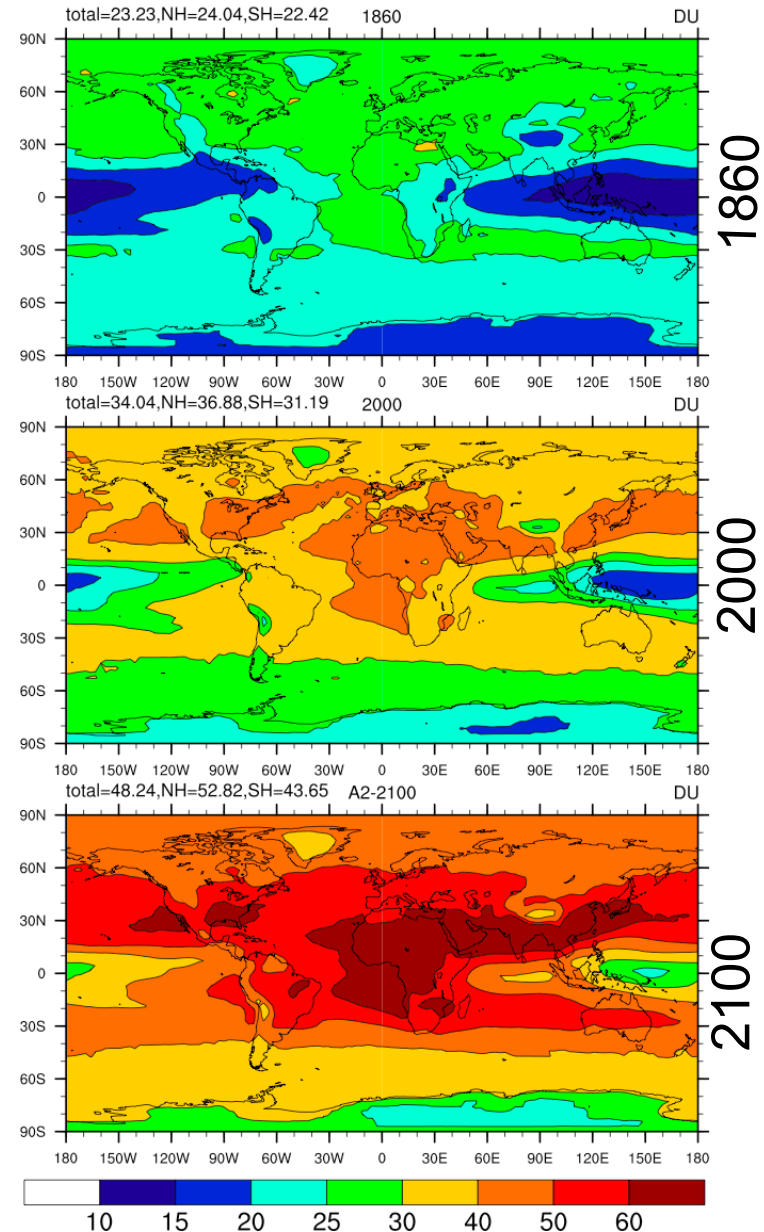 total=23.23,NH=24.04,SH=22.42 1860 DU
90N
60N
30N
0
30S
60S
90S
180 150W 120W 90W 60W 30W 0 30E 60E 90E 120E 150E 180
1860
total=34.04,NH=36.88,SH=31.19 2000 DU
90N
60N
30N
0
30S
60S
90S
180 150W 120W 90W 60W 30W 0 30E 60E 90E 120E 150E 180
2000
total=48.24,NH=52.82,SH=43.65 A2-2100 DU
90N
60N
30N
0
30S
60S
90S
180 150W 120W 90W 60W 30W 0 30E 60E 90E 120E 150E 180
2100
10 15 20 25 30 40 50 60